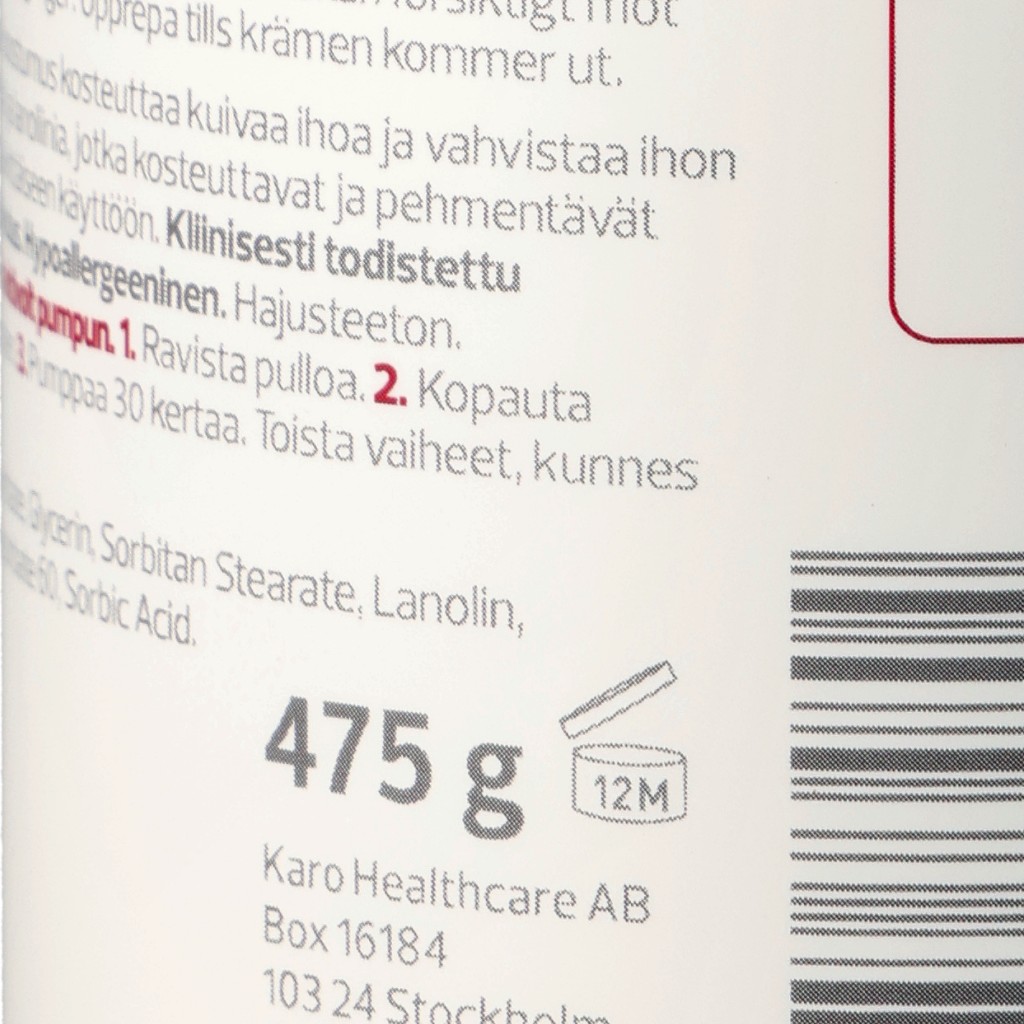 tills krämen kommer ut.
kosteuttaa kuivaa ihoa ja vahvistaa ihon
jotka kosteuttavat ja pehmentävät
käyttöön. Kliinisesti todistettu
Hypoallergeeninen. Hajusteeton.
pumpun. 1. Ravista pulloa. 2. Kopauta
3. Pumppaa 30 kertaa. Toista vaiheet, kunnes
Glycerin, Sorbitan Stearate, Lanolin,
60, Sorbic Acid.
475 g
12M
Karo Healthcare AB
Box 16184
103 24 Stockholm